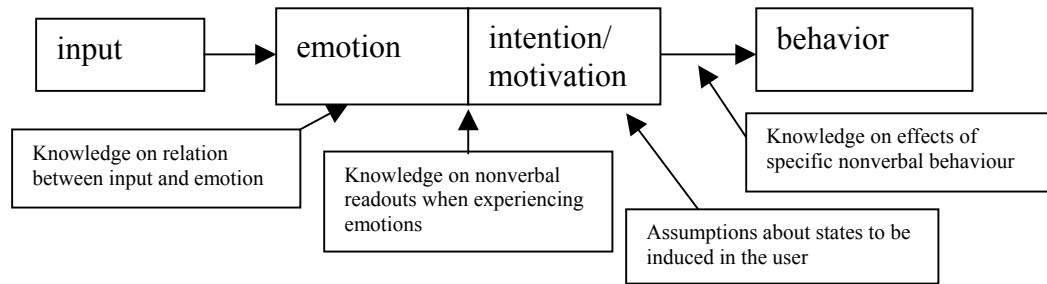 input
emotion
intention/
motivation
behavior
Knowledge on relation
between input and emotion
Knowledge on nonverbal
readouts when experiencing
emotions
Assumptions about states to be
induced in the user
Knowledge on effects of
specific nonverbal behaviour